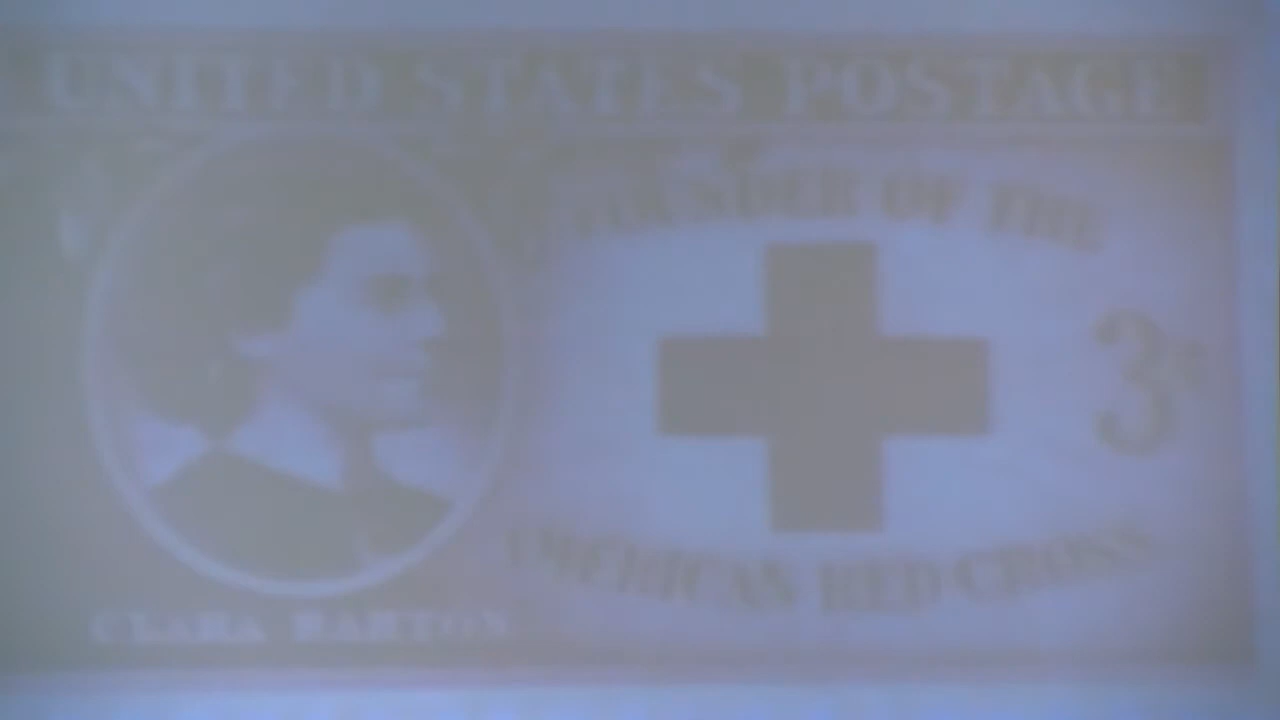 UNITED STATES POSTAGE
FOUNDER OF THE
3¢
AMERICAN RED CROSS
CLARA BARTON